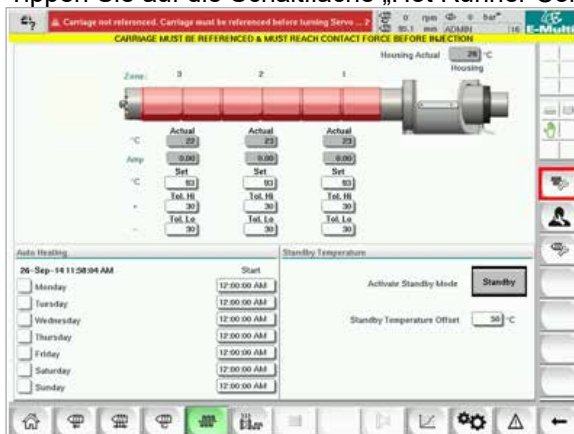 Tippen Sie auf die Schaltfläche „Hot Runner
Carriage not referenced. Carriage must be referenced before turning Servo ... 2
0 rpm 0 bar
95.1 mm ADMIN 16
E-Multi
CARRIAGE MUST BE REFERENCED & MUST REACH CONTACT FORCE BEFORE INJECTION
Housing Actual 28 °C
Housing
Zone: 3 2 1
Actual Actual Actual
°C 22 23 23
Amp 0.00 0.00 0.00
Set Set Set
°C 93 93 93
Tol. Hi Tol. Hi Tol. Hi
+ 30 30 30
Tol. Lo Tol. Lo Tol. Lo
- 30 30 30
Auto Heating
26-Sep-14 11:58:04 AM Start
Monday 12:00:00 AM
Tuesday 12:00:00 AM
Wednesday 12:00:00 AM
Thursday 12:00:00 AM
Friday 12:00:00 AM
Saturday 12:00:00 AM
Sunday 12:00:00 AM
Standby Temperature
Activate Standby Mode Standby
Standby Temperature Offset 50 °C